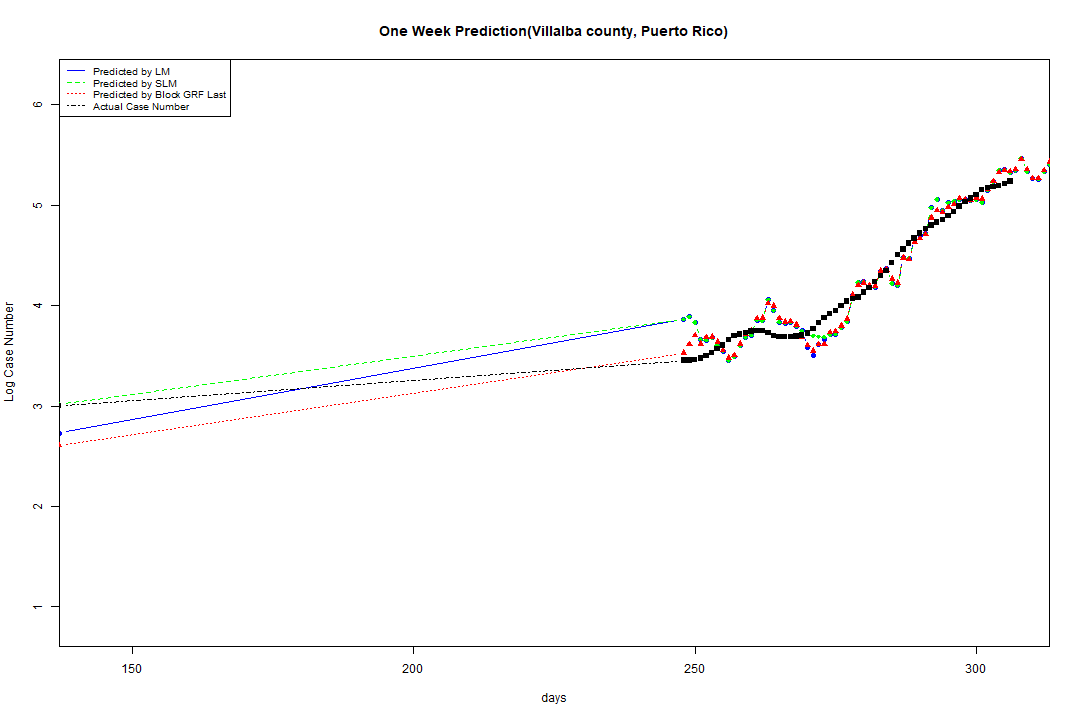 One Week Prediction(Villalba county, Puerto Rico)
Predicted by LM
Predicted by SLM
Predicted by Block GRF Last
Actual Case Number
6
5
4
3
2
1
Log Case Number
150 200 250 300
days